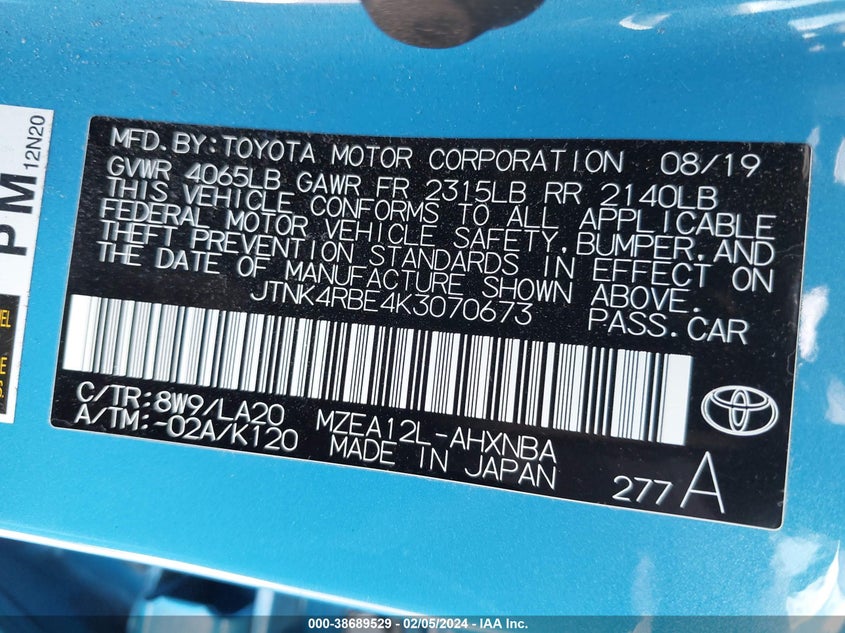 MFD. BY: TOYOTA MOTOR CORPORATION 08/19
GVWR 4065LB GAWR FR 2315LB RR 2140LB
THIS VEHICLE CONFORMS TO ALL APPLICABLE
FEDERAL MOTOR VEHICLE SAFETY, BUMPER, AND
THEFT PREVENTION STANDARDS IN EFFECT ON
THE DATE OF MANUFACTURE SHOWN ABOVE.
JTNK4RBE4K3070673 PASS. CAR
C/TR: 8W9/LA20 MZEA12L-AHXNBA
A/TM: -02A/K120 MADE IN JAPAN
277 A
PM
12N20
000-38689529 - 02/05/2024 - IAA Inc.